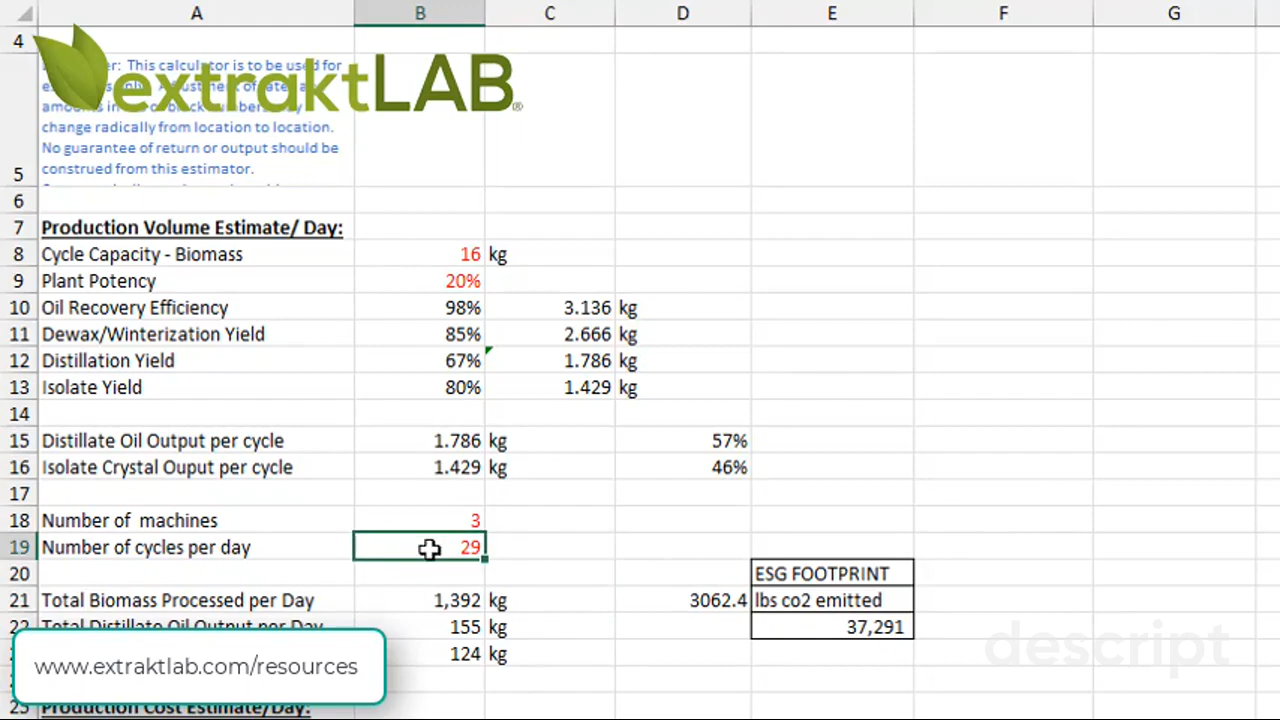 A B C D E F G
4
extraktLAB®
er: This calculator is to be used for
change radically from location to location.
No guarantee of return or output should be
5 construed from this estimator.
6
7 Production Volume Estimate/ Day:
8 Cycle Capacity - Biomass 16 kg
9 Plant Potency 20%
10 Oil Recovery Efficiency 98% 3.136 kg
11 Dewax/Winterization Yield 85% 2.666 kg
12 Distillation Yield 67% 1.786 kg
13 Isolate Yield 80% 1.429 kg
14
15 Distillate Oil Output per cycle 1.786 kg 57%
16 Isolate Crystal Ouput per cycle 1.429 kg 46%
17
18 Number of machines 3
19 Number of cycles per day 29
20 ESG FOOTPRINT
21 Total Biomass Processed per Day 1,392 kg 3062.4 lbs co2 emitted
22 Total Distillate Oil Output per Day 155 kg 37,291
124 kg
www.extraktlab.com/resources
descript
25 Production Cost Estimate/Day: